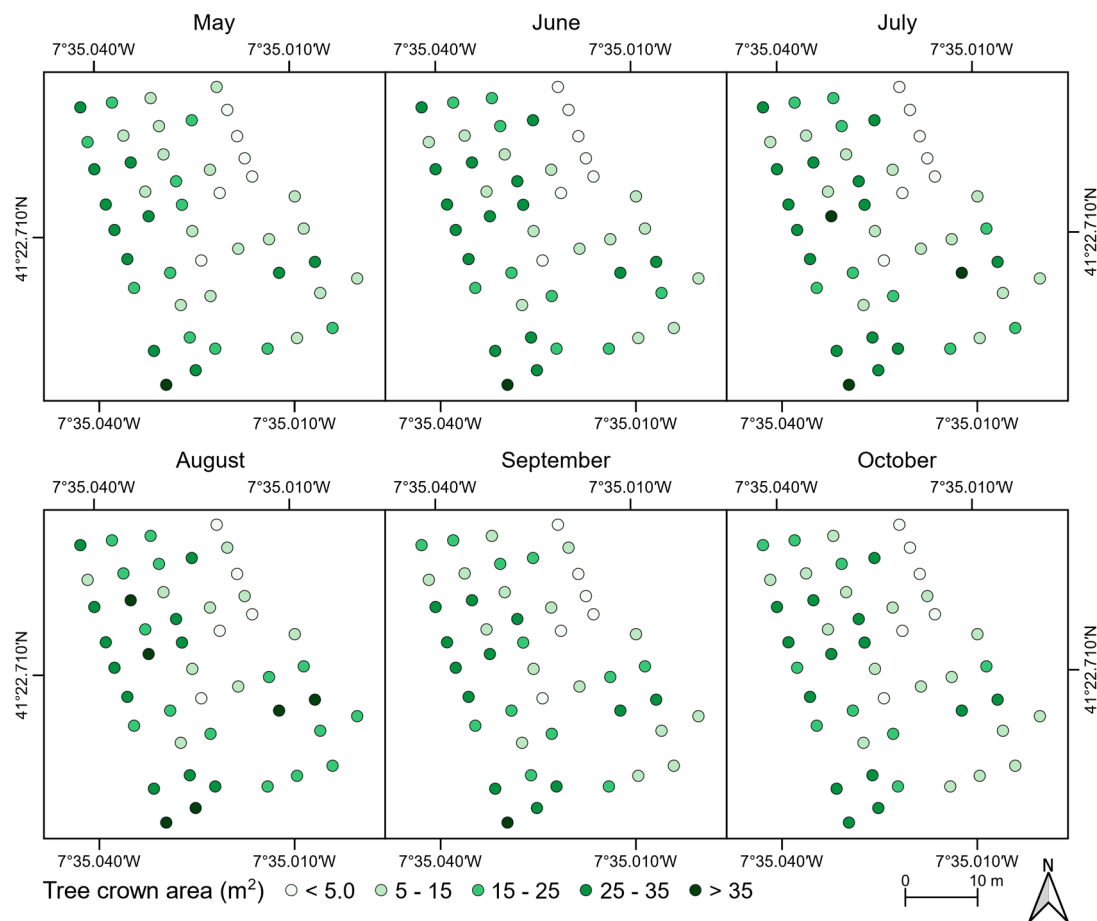 May June July
7°35.040'W 7°35.010'W 7°35.040'W 7°35.010'W 7°35.040'W 7°35.010'W
41°22.710'N 41°22.710'N
7°35.040'W 7°35.010'W 7°35.040'W 7°35.010'W 7°35.040'W 7°35.010'W
August September October
7°35.040'W 7°35.010'W 7°35.040'W 7°35.010'W 7°35.040'W 7°35.010'W
41°22.710'N 41°22.710'N
7°35.040'W 7°35.010'W 7°35.040'W 7°35.010'W 7°35.040'W 7°35.010'W
Tree crown area (m²) < 5.0 5 - 15 15 - 25 25 - 35 > 35
0 10 m
N